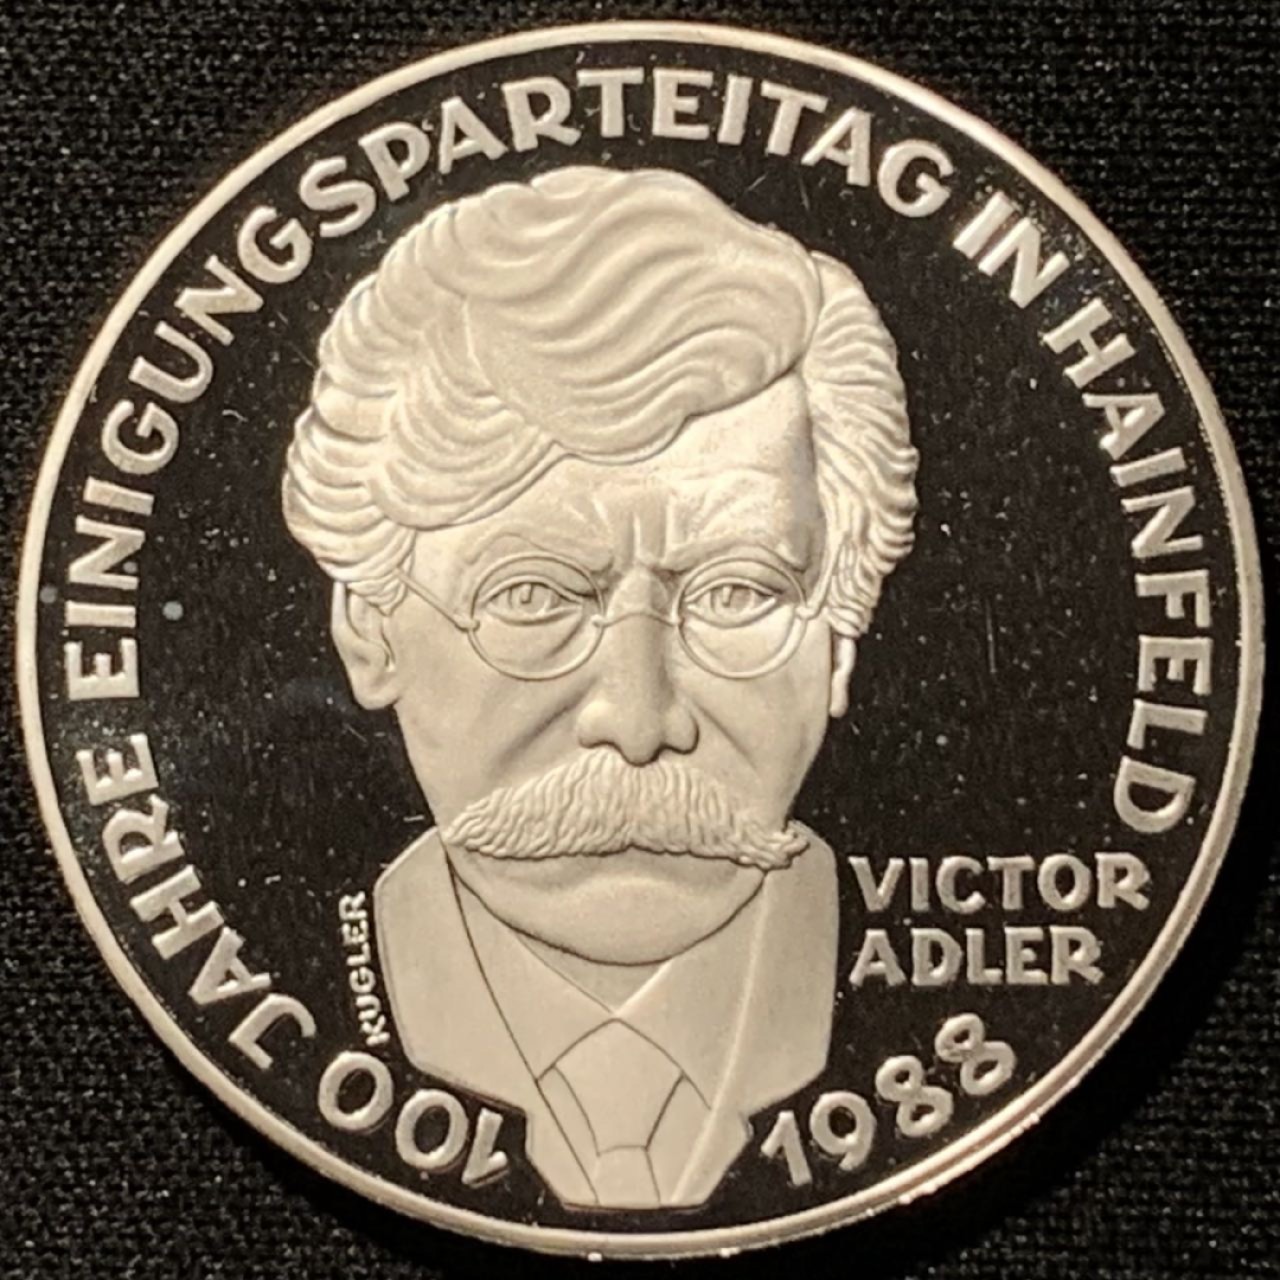 100 JAHRE EINIGUNGSPARTEITAG IN HAINFELD
VICTOR
ADLER
1988
KUGLER